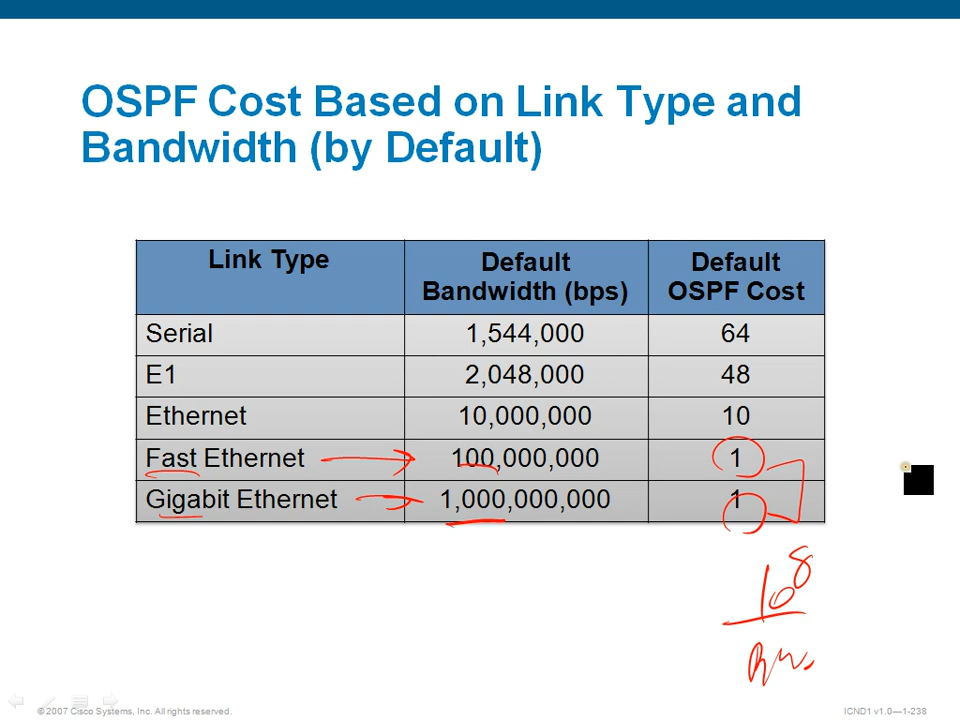 OSPF Cost Based on Link Type and
Bandwidth (by Default)
Link Type Default Bandwidth (bps) Default OSPF Cost
Serial 1,544,000 64
E1 2,048,000 48
Ethernet 10,000,000 10
Fast Ethernet 100,000,000 1
Gigabit Ethernet 1,000,000,000 1
10^8
©2007 Cisco Systems, Inc. All rights reserved. ICND1 v1.0—1-238